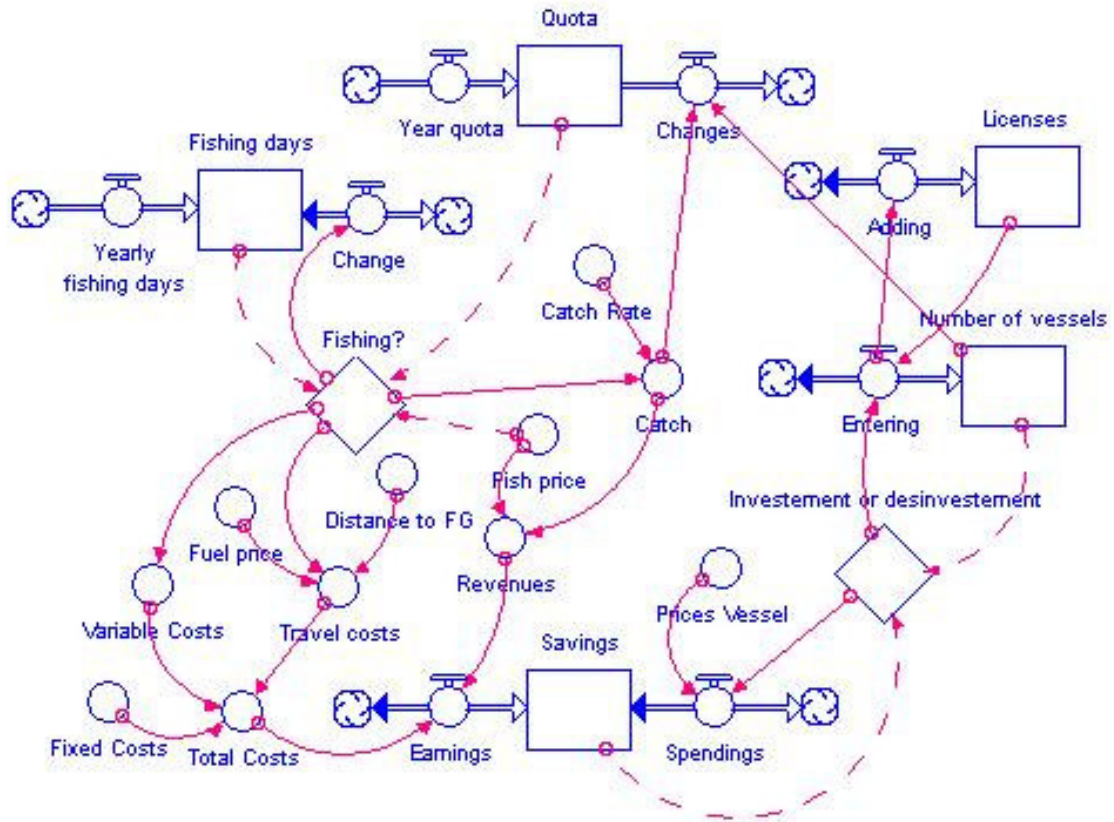 Quota
Year quota
Changes
Licenses
Fishing days
Adding
Yearly
fishing days
Change
Catch Rate
Number of vessels
Fishing?
Catch
Entering
Fish price
Investement or desinvestement
Distance to FG
Fuel price
Revenues
Prices Vessel
Variable Costs
Travel costs
Savings
Fixed Costs
Total Costs
Earnings
Spendings